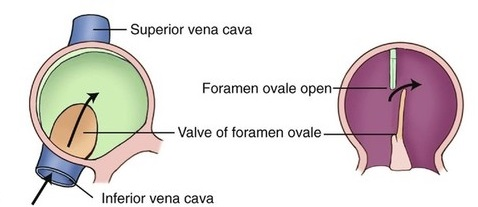 Superior vena cava
Foramen ovale open
Valve of foramen ovale
Inferior vena cava